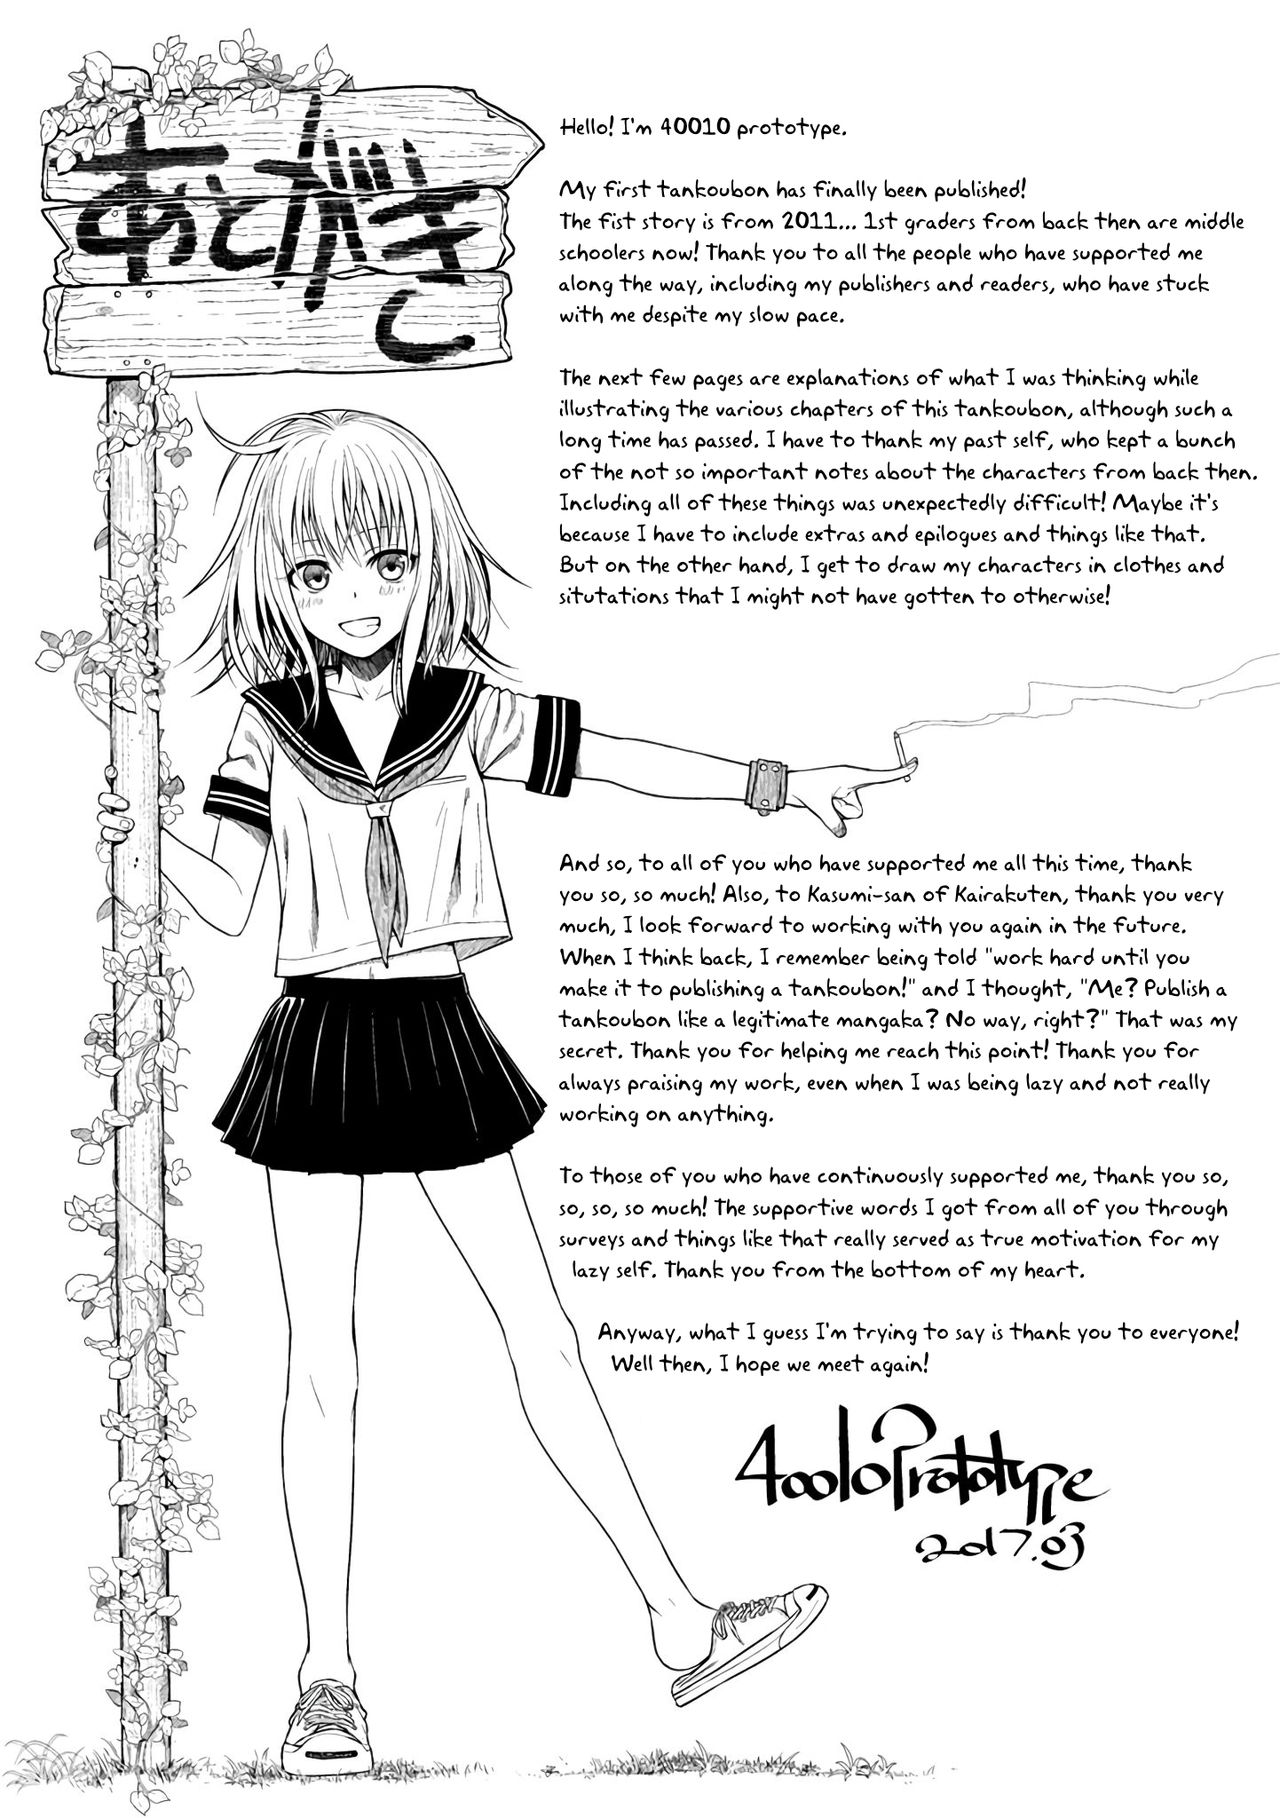 あとがき
し
Hello! I'm 40010 prototype.
My first tankoubon has finally been published!
The fist story is from 2011... 1st graders from back then are middle
schoolers now! Thank you to all the people who have supported me
along the way, including my publishers and readers, who have stuck
with me despite my slow pace.
The next few pages are explanations of what I was thinking while
illustrating the various chapters of this tankoubon, although such a
long time has passed. I have to thank my past self, who kept a bunch
of the not so important notes about the characters from back then.
Including all of these things was unexpectedly difficult! Maybe it's
because I have to include extras and epilogues and things like that.
But on the other hand, I get to draw my characters in clothes and
situtations that I might not have gotten to otherwise!
And so, to all of you who have supported me all this time, thank
you so, so much! Also, to Kasumi-san of Kairakuten, thank you very
much, I look forward to working with you again in the future.
When I think back, I remember being told "work hard until you
make it to publishing a tankoubon!" and I thought, "Me? Publish a
tankoubon like a legitimate mangaka? No way, right?" That was my
secret. Thank you for helping me reach this point! Thank you for
always praising my work, even when I was being lazy and not really
working on anything.
To those of you who have continuously supported me, thank you so,
so, so, so much! The supportive words I got from all of you through
surveys and things like that really served as true motivation for my
lazy self. Thank you from the bottom of my heart.
Anyway, what I guess I'm trying to say is thank you to everyone!
Well then, I hope we meet again!
40010Prototype
2017.03